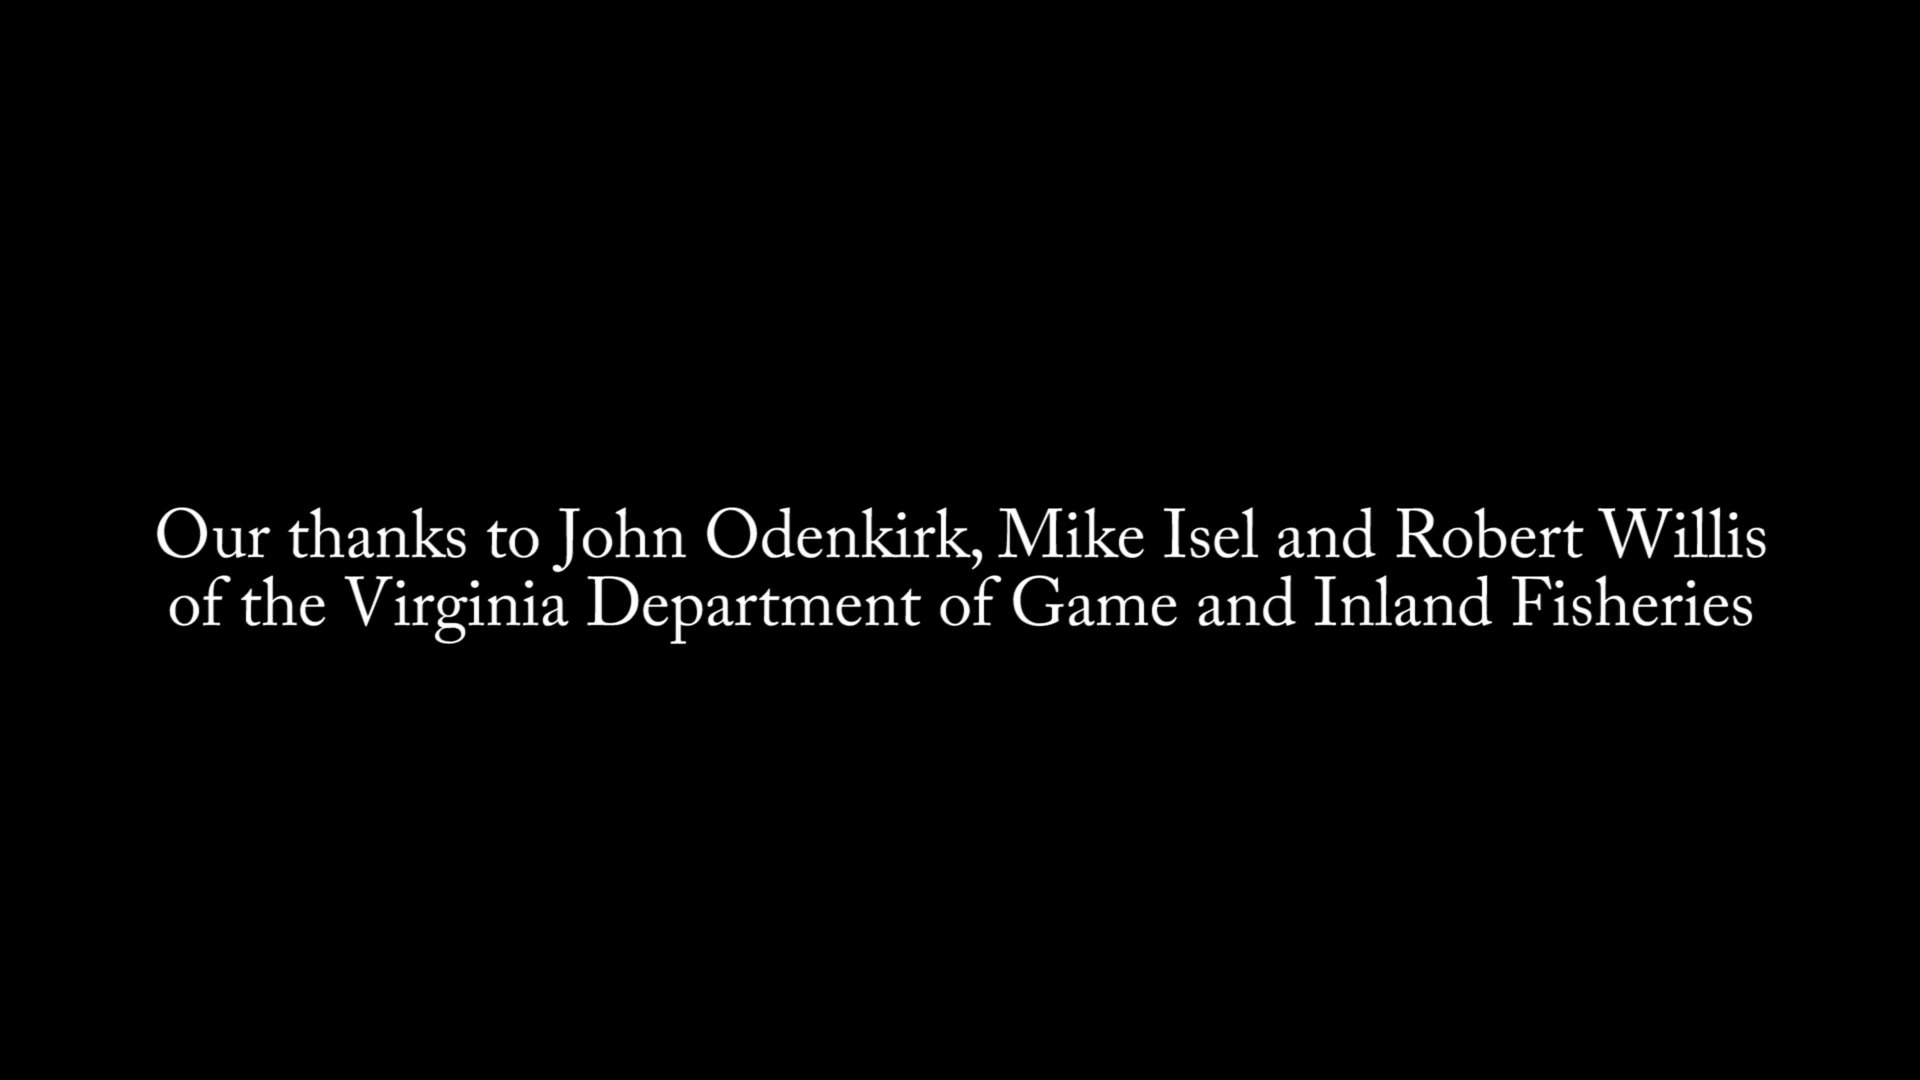 Our thanks to John Odenkirk, Mike Isel and Robert Willis
of the Virginia Department of Game and Inland Fisheries